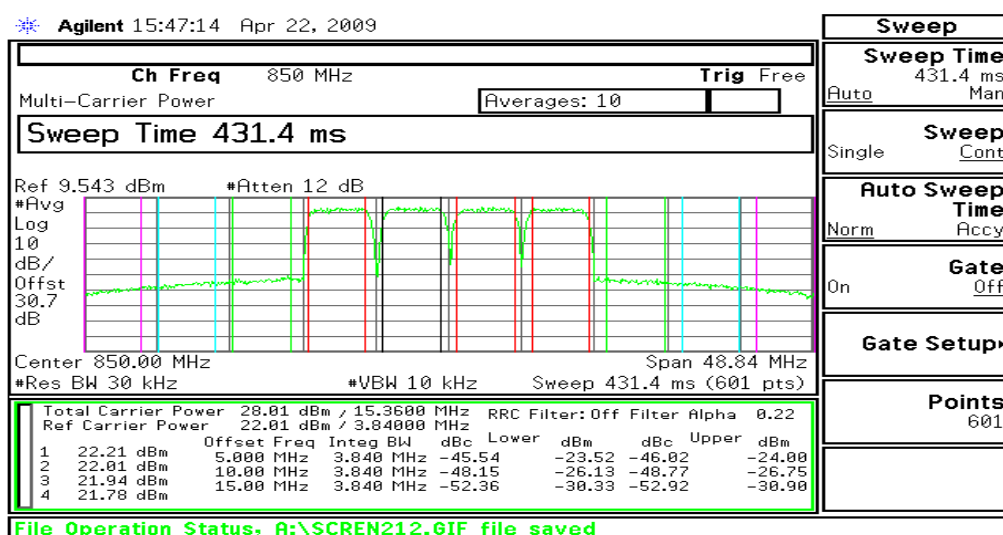 Agilent 15:47:14 Apr 22, 2009
Ch Freq 850 MHz Trig Free
Multi-Carrier Power Averages: 10
Sweep Time 431.4 ms
Ref 9.543 dBm #Atten 12 dB
#Avg
Log
10
dB/
Offst
30.7
dB
Center 850.00 MHz Span 48.84 MHz
#Res BW 30 kHz #VBW 10 kHz Sweep 431.4 ms (601 pts)
Total Carrier Power 28.01 dBm / 15.3600 MHz RRC Filter: Off Filter Alpha 0.22
Ref Carrier Power 22.01 dBm / 3.84000 MHz
Offset Freq Integ BW dBc Lower dBm dBc Upper dBm
1 22.21 dBm 5.000 MHz 3.840 MHz -45.54 -23.52 -46.02 -24.00
2 22.01 dBm 10.00 MHz 3.840 MHz -48.15 -26.13 -48.77 -26.75
3 21.94 dBm 15.00 MHz 3.840 MHz -52.36 -30.33 -52.92 -30.90
4 21.78 dBm
File Operation Status, A:\SCREN212.GIF file saved
Sweep
Sweep Time
431.4 ms
Auto Man
Sweep
Single Cont
Auto Sweep
Time
Norm Accy
Gate
On Off
Gate Setup
Points
601